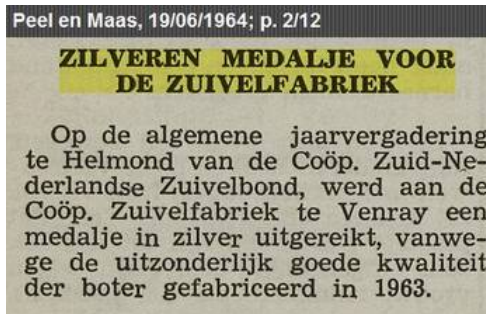 Peel en Maas, 19/06/1964; p. 2/12
ZILVEREN MEDALJE VOOR
DE ZUIVELFABRIEK
Op de algemene jaarvergadering
te Helmond van de Coöp. Zuid-Ne-
derlandse Zuivelbond, werd aan de
Coöp. Zuivelfabriek te Venray een
medalje in zilver uitgereikt, vanwe-
ge de uitzonderlijk goede kwaliteit
der boter gefabriceerd in 1963.